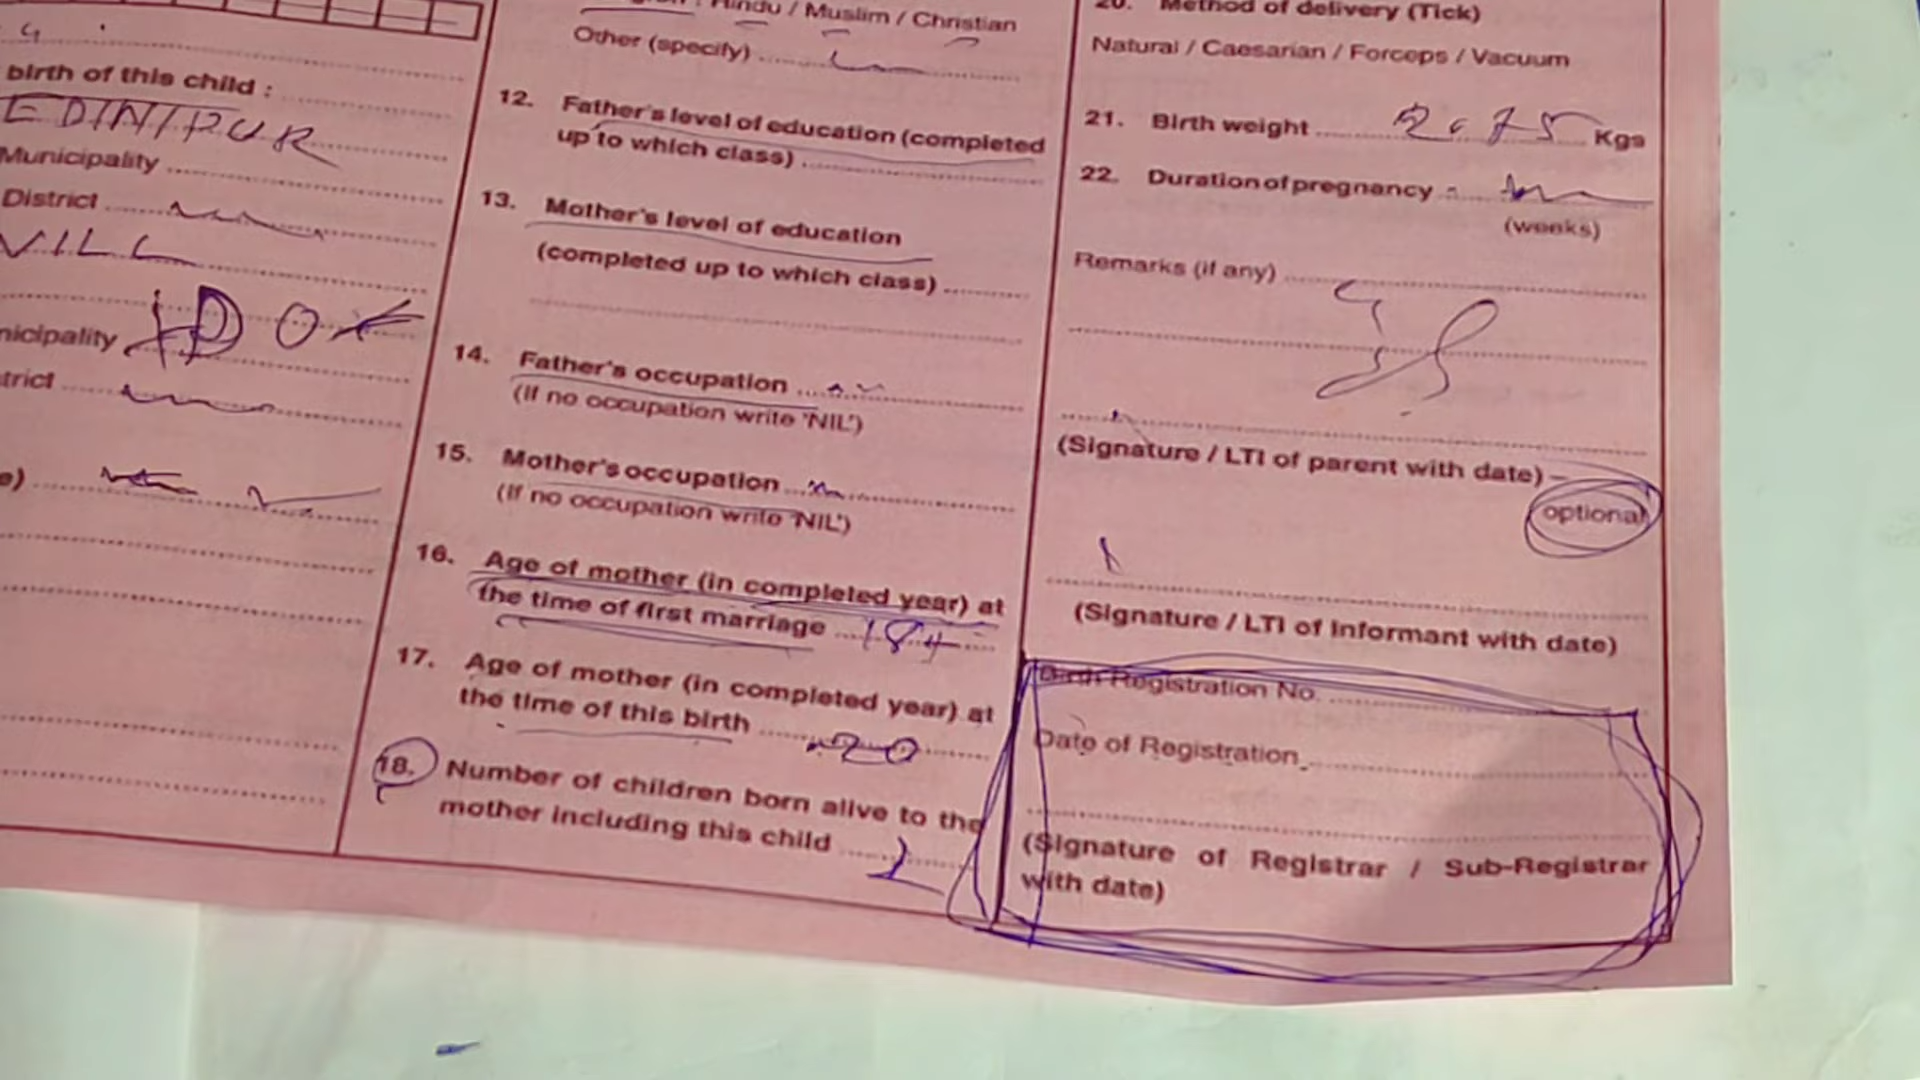 birth of this child :
EDINIPUR
Municipality
District
VILL
nicipality
trict
e)
Hindu / Muslim / Christian
Other (specify)
12. Father's level of education (completed
up to which class)
13. Mother's level of education
(completed up to which class)
14. Father's occupation
(If no occupation write 'NIL')
15. Mother's occupation
(If no occupation write 'NIL')
16. Age of mother (in completed year) at
the time of first marriage 18+
17. Age of mother (in completed year) at
the time of this birth 20
18. Number of children born alive to the
mother including this child 1
20. Method of delivery (Tick)
Natural / Caesarian / Forceps / Vacuum
21. Birth weight 2.75 Kgs
22. Duration of pregnancy
(weeks)
Remarks (if any)
(Signature / LTI of parent with date)
optional
(Signature / LTI of Informant with date)
Birth Registration No.
Date of Registration
(Signature of Registrar / Sub-Registrar
with date)